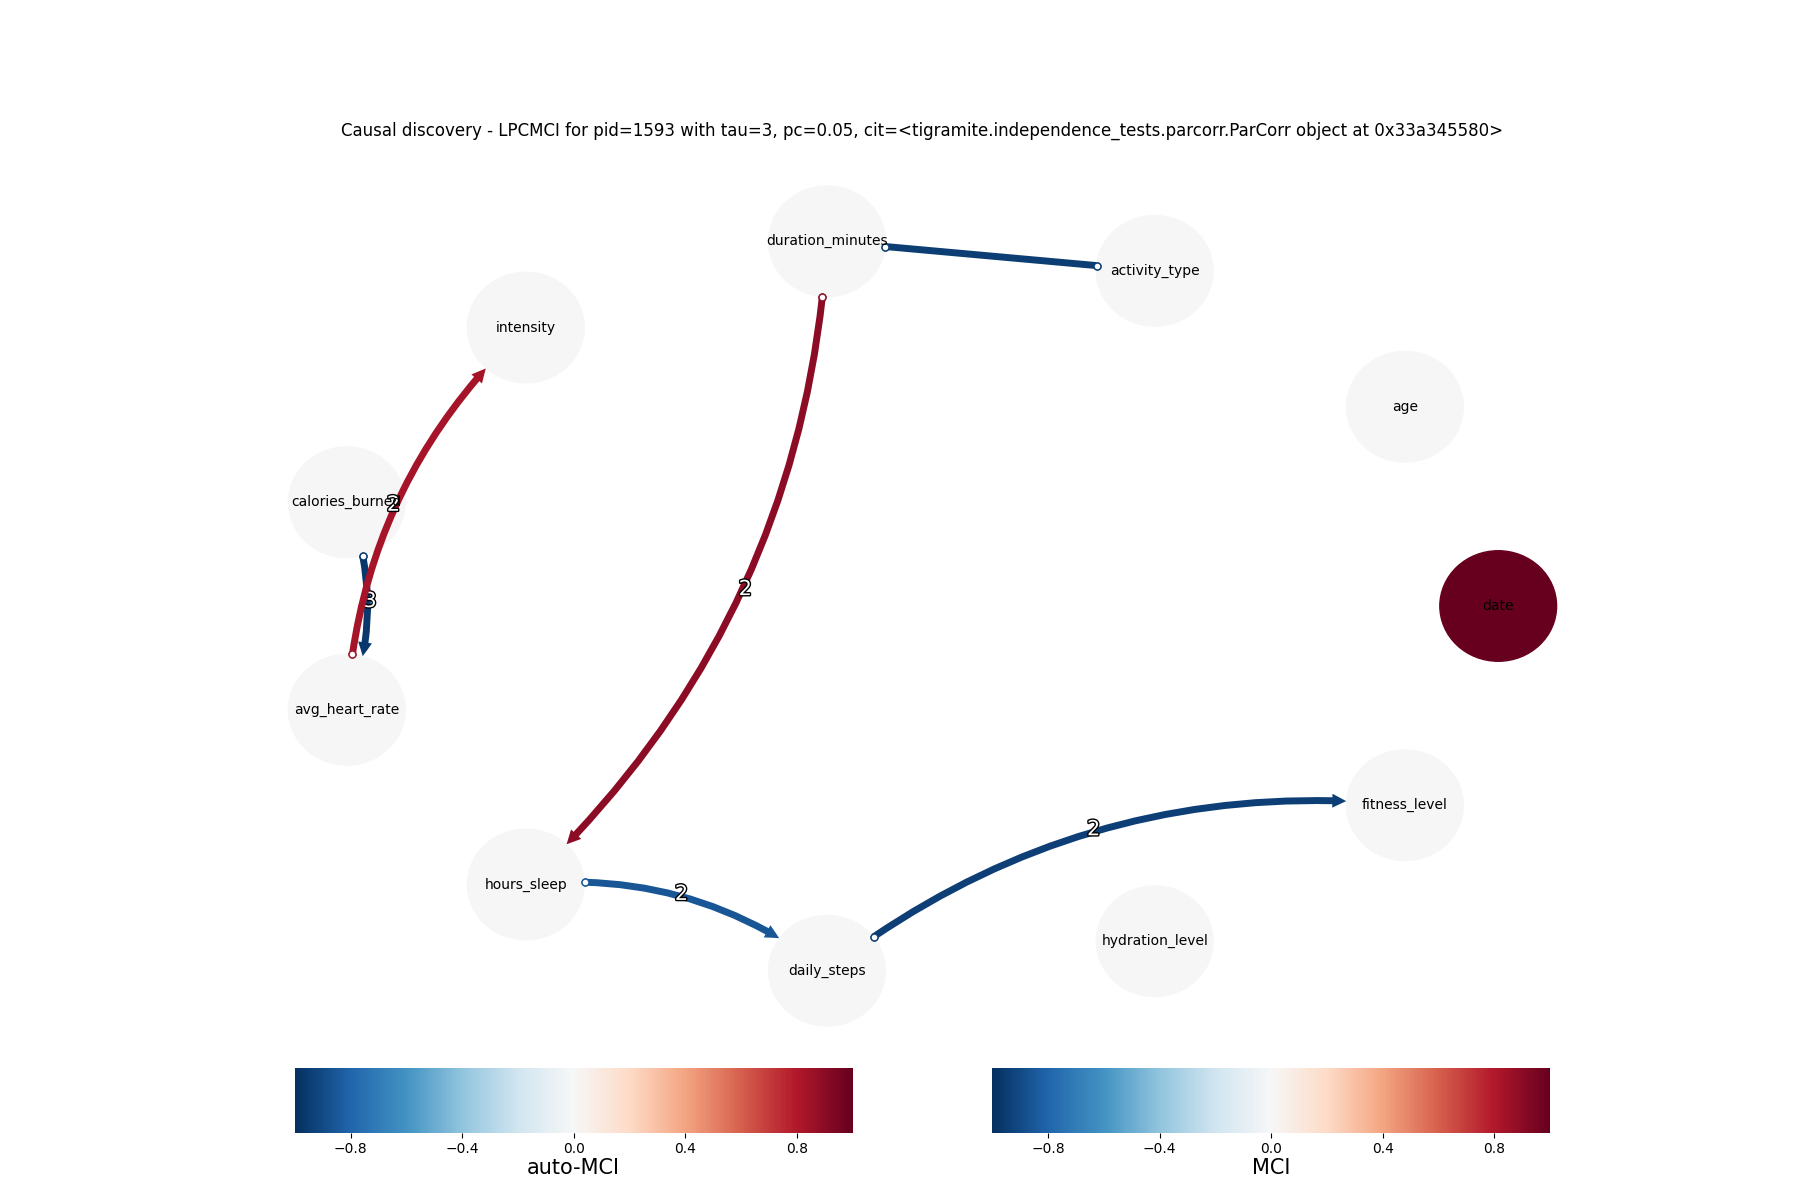 Causal discovery - LPCMCI for pid=1593 with tau=3, pc=0.05, cit=<tigramite.independence_tests.parcorr.ParCorr object at 0x33a345580>
duration_minutes
activity_type
intensity
age
calories_burned
2
2
3
date
avg_heart_rate
fitness_level
2
hours_sleep
2
hydration_level
daily_steps
−0.8 −0.4 0.0 0.4 0.8
auto-MCI
−0.8 −0.4 0.0 0.4 0.8
MCI